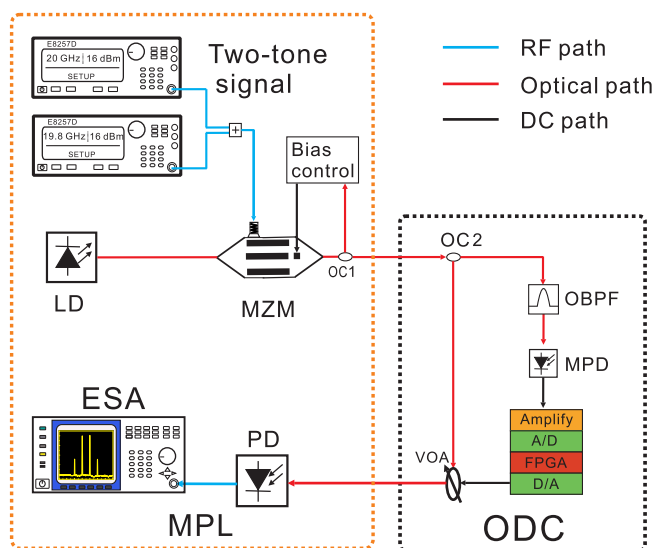 E8257D
20 GHz | 16 dBm
SETUP
E8257D
19.8 GHz | 16 dBm
SETUP
Two-tone
signal
+
RF path
Optical path
DC path
Bias
control
LD
MZM
OC1
OC2
OBPF
MPD
Amplify
A/D
FPGA
D/A
VOA
ESA
PD
MPL
ODC